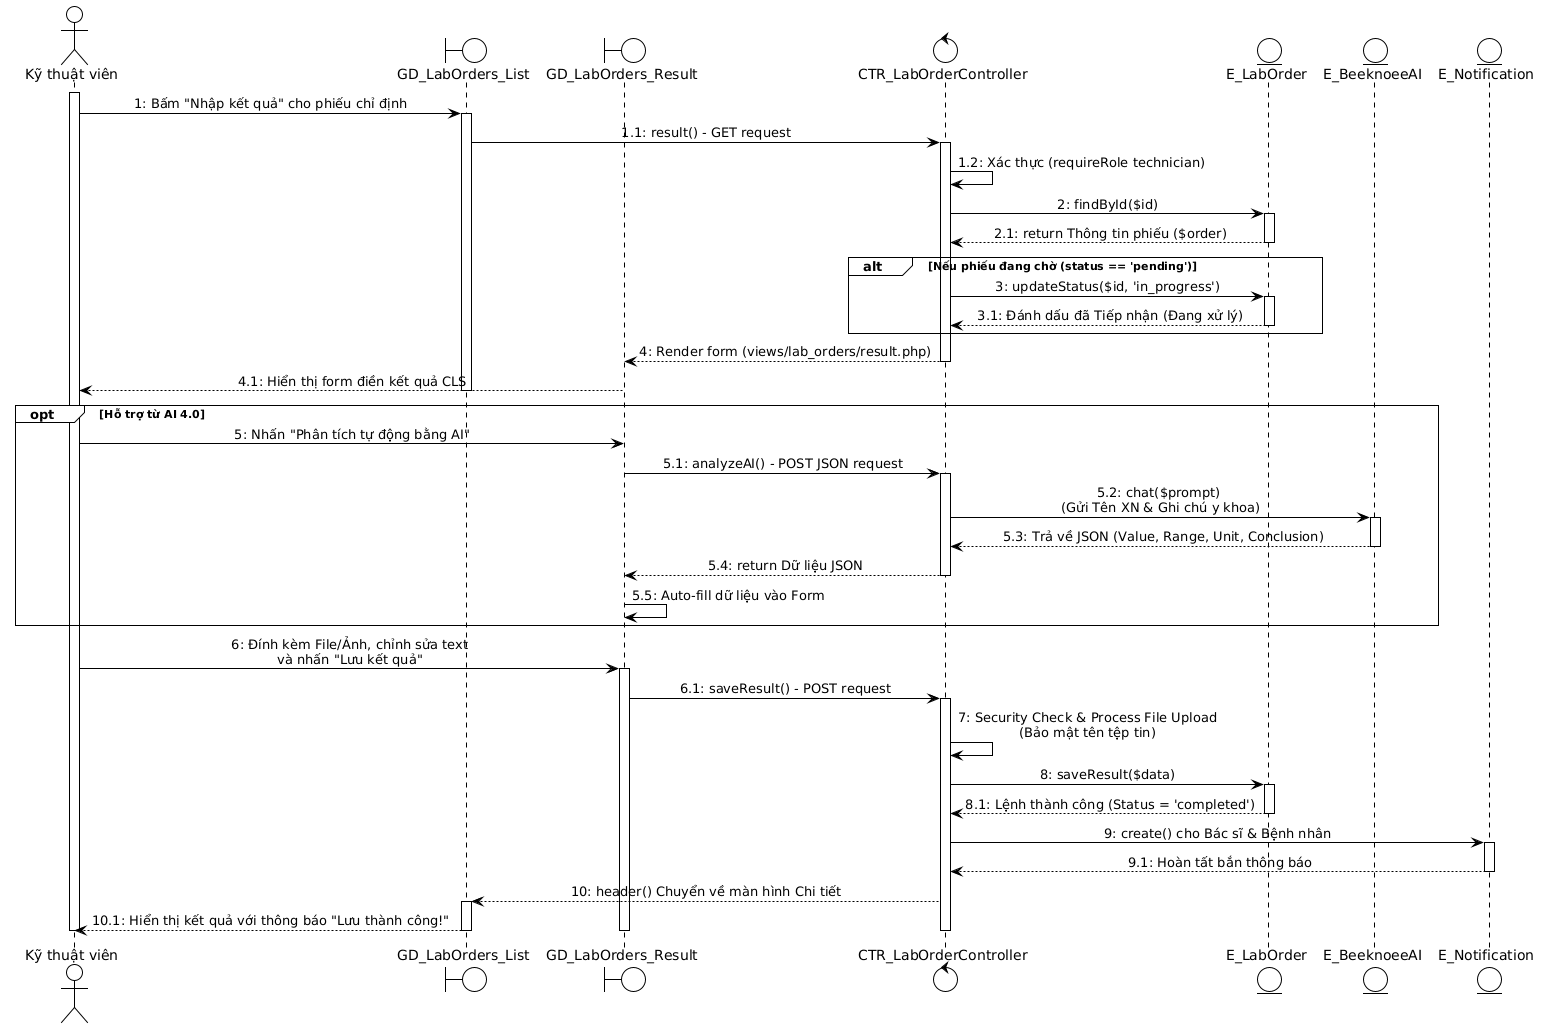 Kỹ thuật viên
GD_LabOrders_List
GD_LabOrders_Result
CTR_LabOrderController
E_LabOrder
E_BeeknoeeAI
E_Notification
1: Bấm "Nhập kết quả" cho phiếu chỉ định
1.1: result() - GET request
1.2: Xác thực (requireRole technician)
2: findById($id)
2.1: return Thông tin phiếu ($order)
alt
[Nếu phiếu đang chờ (status == 'pending')]
3: updateStatus($id, 'in_progress')
3.1: Đánh dấu đã Tiếp nhận (Đang xử lý)
4: Render form (views/lab_orders/result.php)
4.1: Hiển thị form điền kết quả CLS
opt
[Hỗ trợ từ AI 4.0]
5: Nhấn "Phân tích tự động bằng AI"
5.1: analyzeAI() - POST JSON request
5.2: chat($prompt)
(Gửi Tên XN & Ghi chú y khoa)
5.3: Trả về JSON (Value, Range, Unit, Conclusion)
5.4: return Dữ liệu JSON
5.5: Auto-fill dữ liệu vào Form
6: Đính kèm File/Ảnh, chỉnh sửa text
và nhấn "Lưu kết quả"
6.1: saveResult() - POST request
7: Security Check & Process File Upload
(Bảo mật tên tệp tin)
8: saveResult($data)
8.1: Lệnh thành công (Status = 'completed')
9: create() cho Bác sĩ & Bệnh nhân
9.1: Hoàn tất bắn thông báo
10: header() Chuyển về màn hình Chi tiết
10.1: Hiển thị kết quả với thông báo "Lưu thành công!"
Kỹ thuật viên
GD_LabOrders_List
GD_LabOrders_Result
CTR_LabOrderController
E_LabOrder
E_BeeknoeeAI
E_Notification